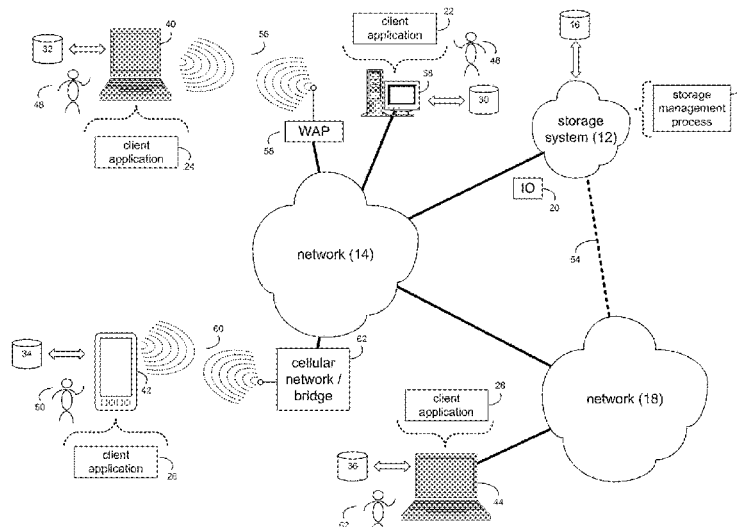 32
40
48
client
application
24
56
client
application
22
46
58
30
WAP
58
16
storage
system (12)
storage
management
process
IO
20
network (14)
54
34
42
50
client
application
26
60
62
cellular
network /
bridge
network (18)
client
application
28
36
44
52